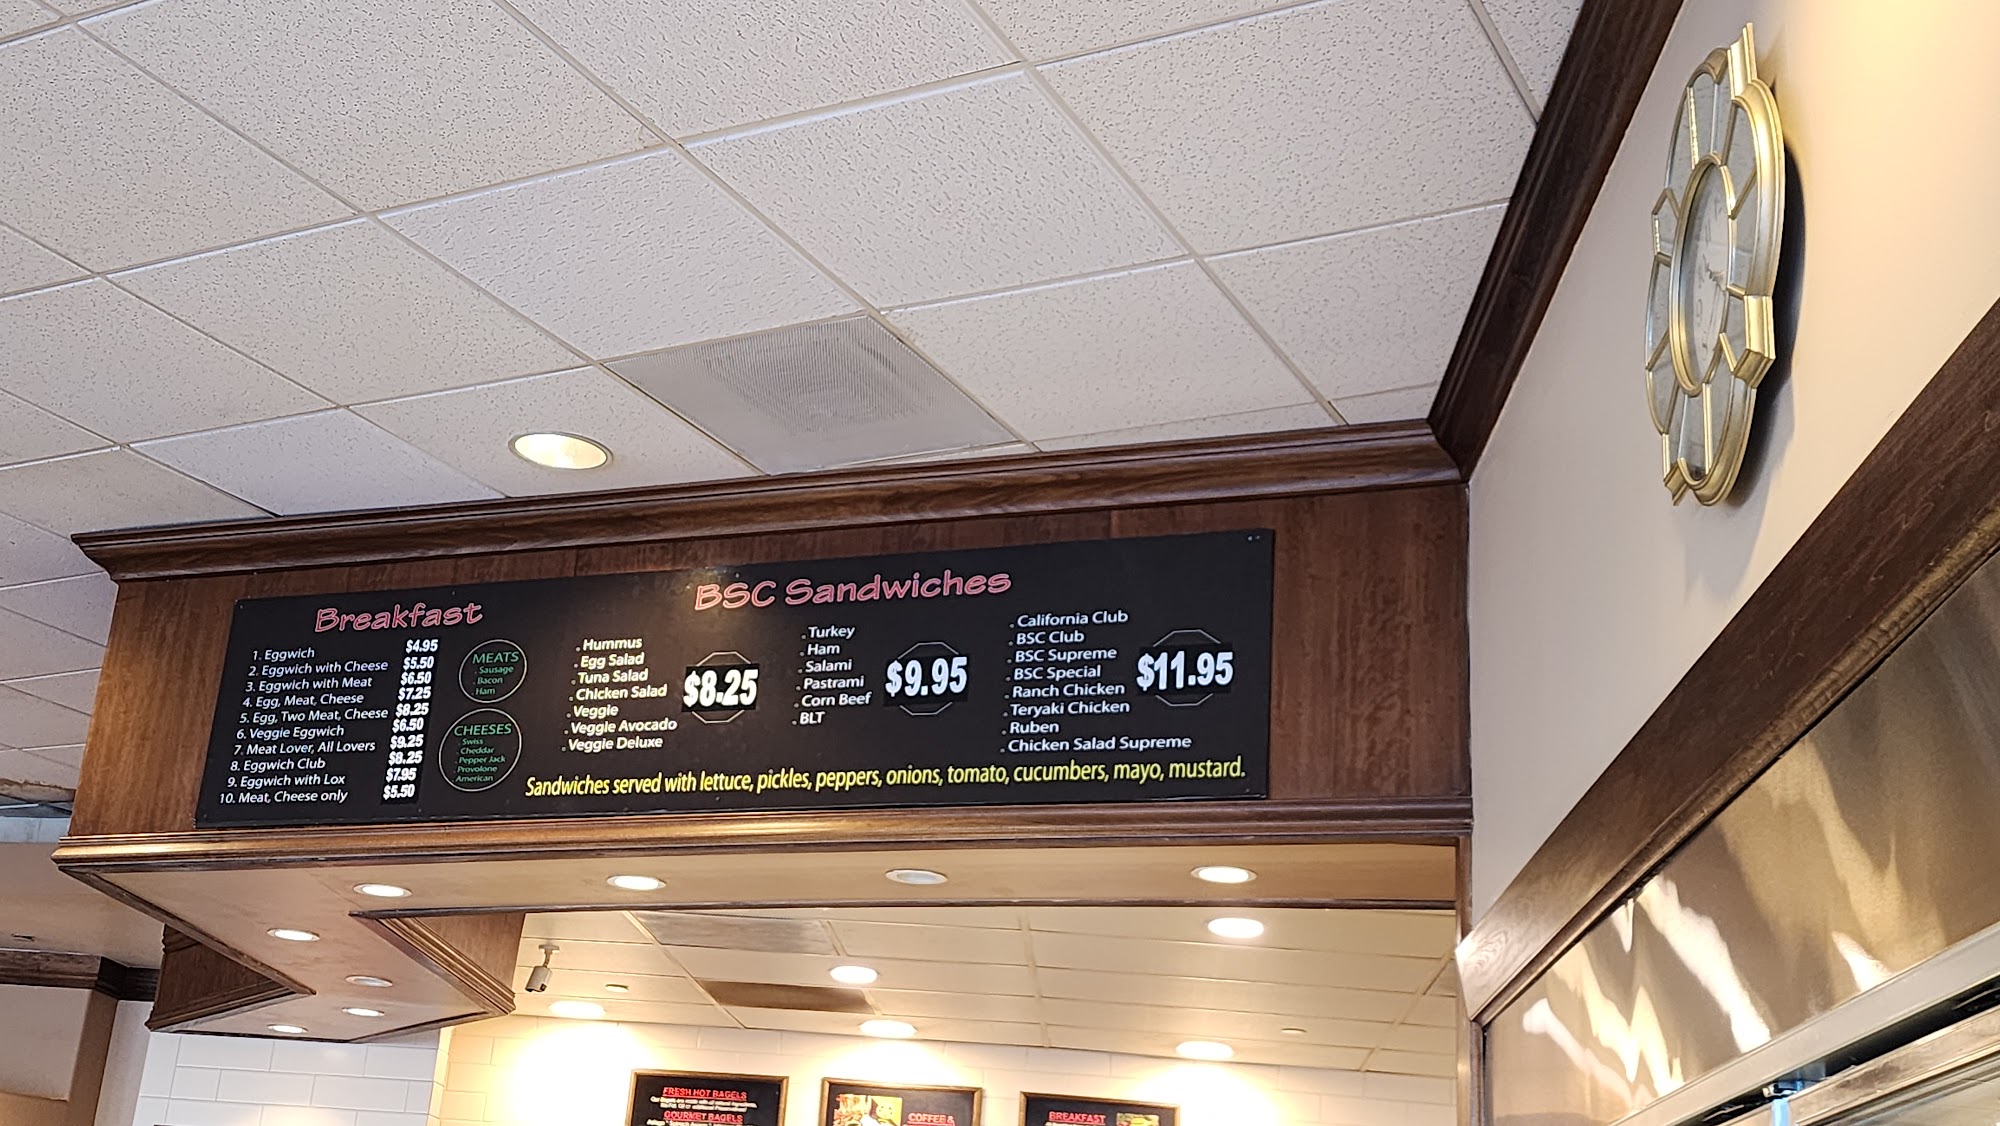 Breakfast
1. Eggwich $4.95
2. Eggwich with Cheese $5.50
3. Eggwich with Meat $6.50
4. Egg, Meat, Cheese $7.25
5. Egg, Two Meat, Cheese $8.25
6. Veggie Eggwich $6.50
7. Meat Lover, All Lovers $9.25
8. Eggwich Club $8.25
9. Eggwich with Lox $7.95
10. Meat, Cheese only $5.50
MEATS
Sausage
Bacon
Ham
CHEESES
Swiss
Cheddar
Pepper Jack
Provolone
American
BSC Sandwiches
. Hummus
. Egg Salad
. Tuna Salad
. Chicken Salad
. Veggie
. Veggie Avocado
. Veggie Deluxe
$8.25
. Turkey
. Ham
. Salami
. Pastrami
. Corn Beef
. BLT
$9.95
. California Club
. BSC Club
. BSC Supreme
. BSC Special
. Ranch Chicken
. Teryaki Chicken
. Ruben
. Chicken Salad Supreme
$11.95
Sandwiches served with lettuce, pickles, peppers, onions, tomato, cucumbers, mayo, mustard.
FRESH HOT BAGELS
GOURMET BAGELS
COFFEE &
BREAKFAST